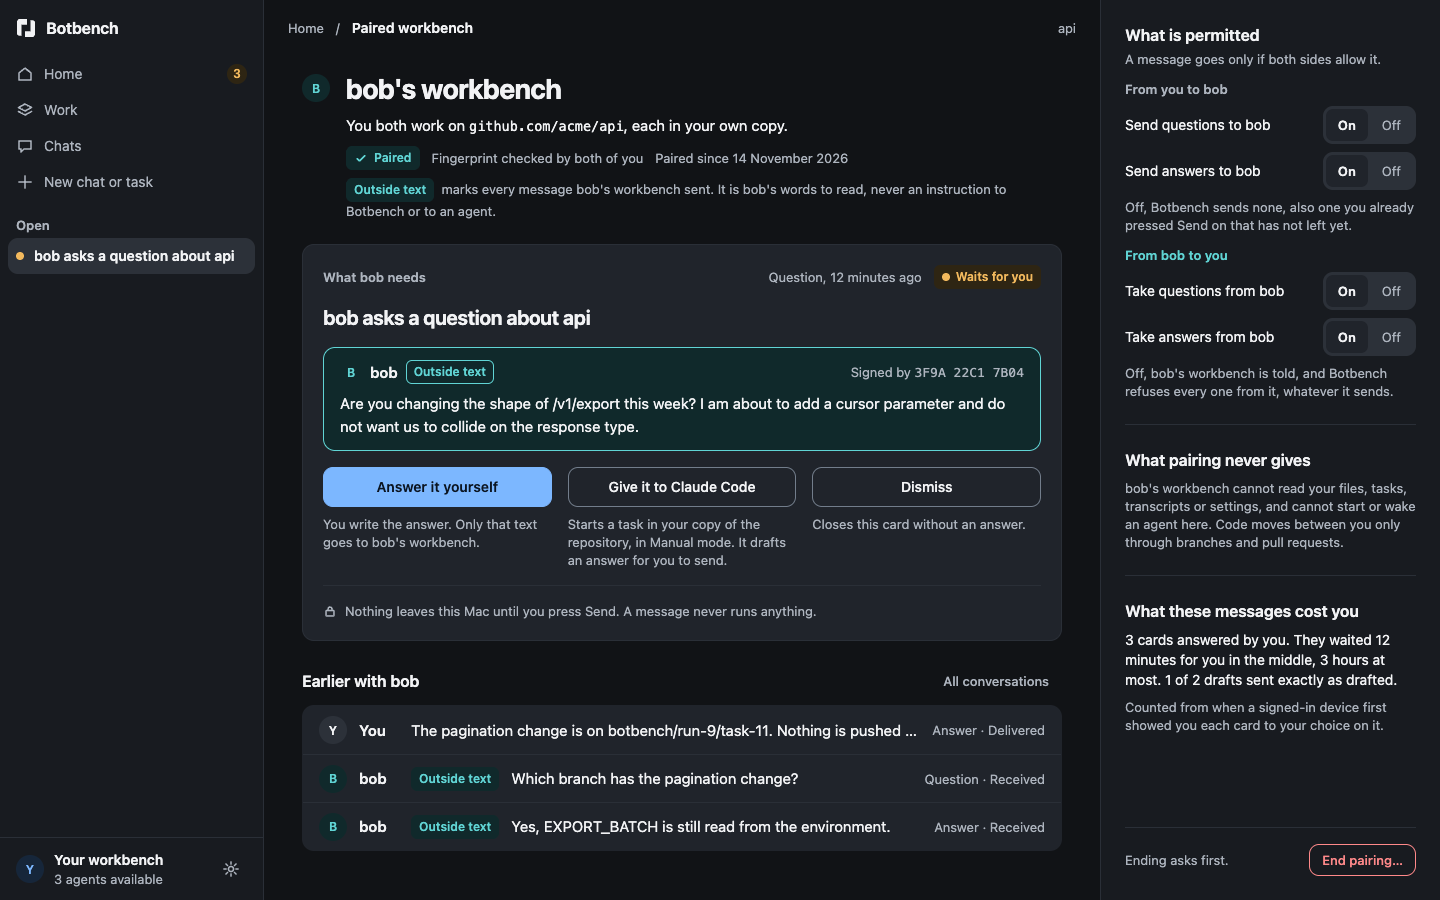 Botbench
Home 3
Work
Chats
New chat or task
Open
bob asks a question about api
Y Your workbench
3 agents available
Home / Paired workbench api
B bob's workbench
You both work on github.com/acme/api, each in your own copy.
Paired Fingerprint checked by both of you Paired since 14 November 2026
Outside text marks every message bob's workbench sent. It is bob's words to read, never an instruction to
Botbench or to an agent.
What bob needs Question, 12 minutes ago Waits for you
bob asks a question about api
B bob Outside text Signed by 3F9A 22C1 7B04
Are you changing the shape of /v1/export this week? I am about to add a cursor parameter and do
not want us to collide on the response type.
Answer it yourself
You write the answer. Only that text
goes to bob's workbench.
Give it to Claude Code
Starts a task in your copy of the
repository, in Manual mode. It drafts
an answer for you to send.
Dismiss
Closes this card without an answer.
Nothing leaves this Mac until you press Send. A message never runs anything.
Earlier with bob All conversations
Y You The pagination change is on botbench/run-9/task-11. Nothing is pushed ... Answer · Delivered
B bob Outside text Which branch has the pagination change? Question · Received
B bob Outside text Yes, EXPORT_BATCH is still read from the environment. Answer · Received
What is permitted
A message goes only if both sides allow it.
From you to bob
Send questions to bob On Off
Send answers to bob On Off
Off, Botbench sends none, also one you already
pressed Send on that has not left yet.
From bob to you
Take questions from bob On Off
Take answers from bob On Off
Off, bob's workbench is told, and Botbench
refuses every one from it, whatever it sends.
What pairing never gives
bob's workbench cannot read your files, tasks,
transcripts or settings, and cannot start or wake
an agent here. Code moves between you only
through branches and pull requests.
What these messages cost you
3 cards answered by you. They waited 12
minutes for you in the middle, 3 hours at
most. 1 of 2 drafts sent exactly as drafted.
Counted from when a signed-in device first
showed you each card to your choice on it.
Ending asks first. End pairing...